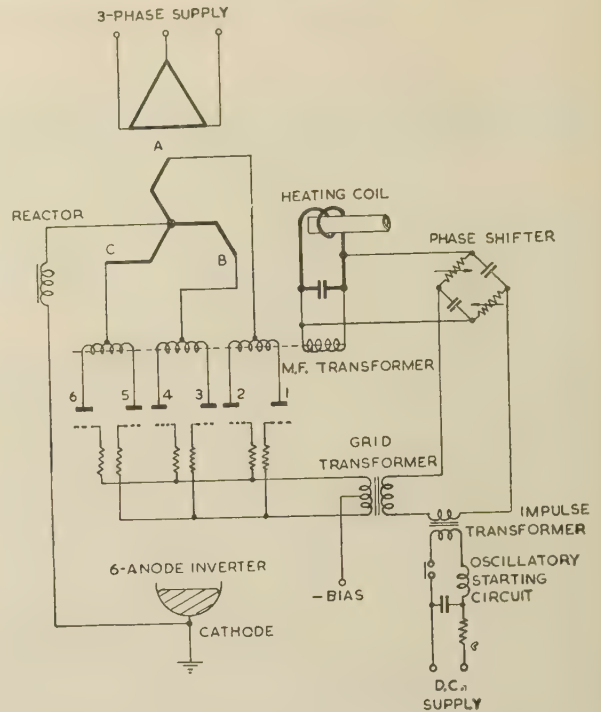 3-PHASE SUPPLY
A
HEATING COIL
REACTOR
PHASE SHIFTER
C
B
M.F. TRANSFORMER
6 5 4 3 2 1
GRID
TRANSFORMER
IMPULSE
TRANSFORMER
6-ANODE INVERTER
OSCILLATORY
STARTING
CIRCUIT
–BIAS
CATHODE
D.C.
SUPPLY